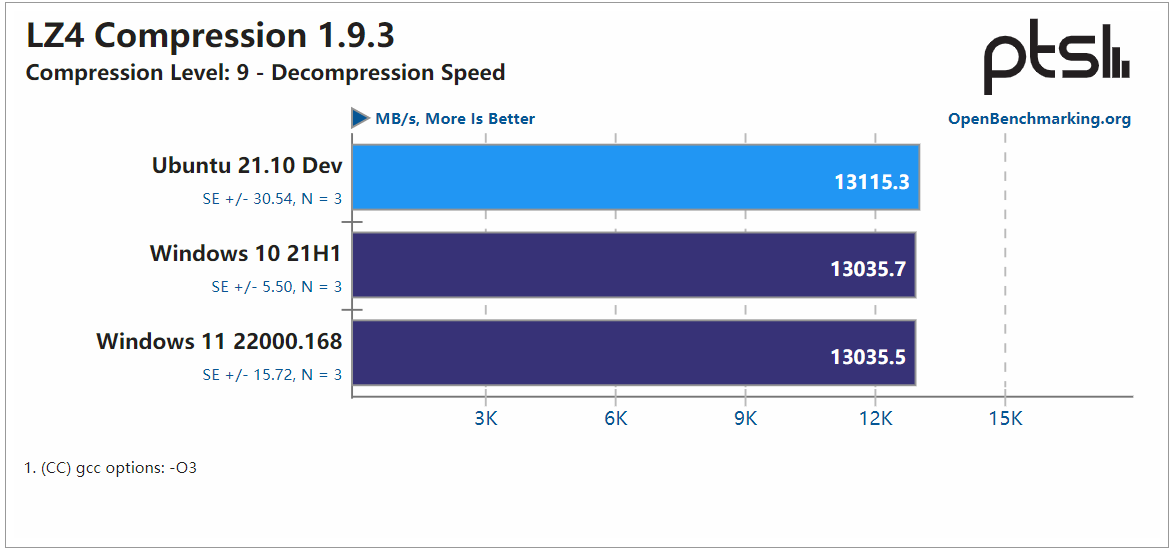 LZ4 Compression 1.9.3
Compression Level: 9 - Decompression Speed
ptsl
MB/s, More Is Better
OpenBenchmarking.org
Ubuntu 21.10 Dev
SE +/- 30.54, N = 3
13115.3
Windows 10 21H1
SE +/- 5.50, N = 3
13035.7
Windows 11 22000.168
SE +/- 15.72, N = 3
13035.5
3K 6K 9K 12K 15K
1. (CC) gcc options: -O3